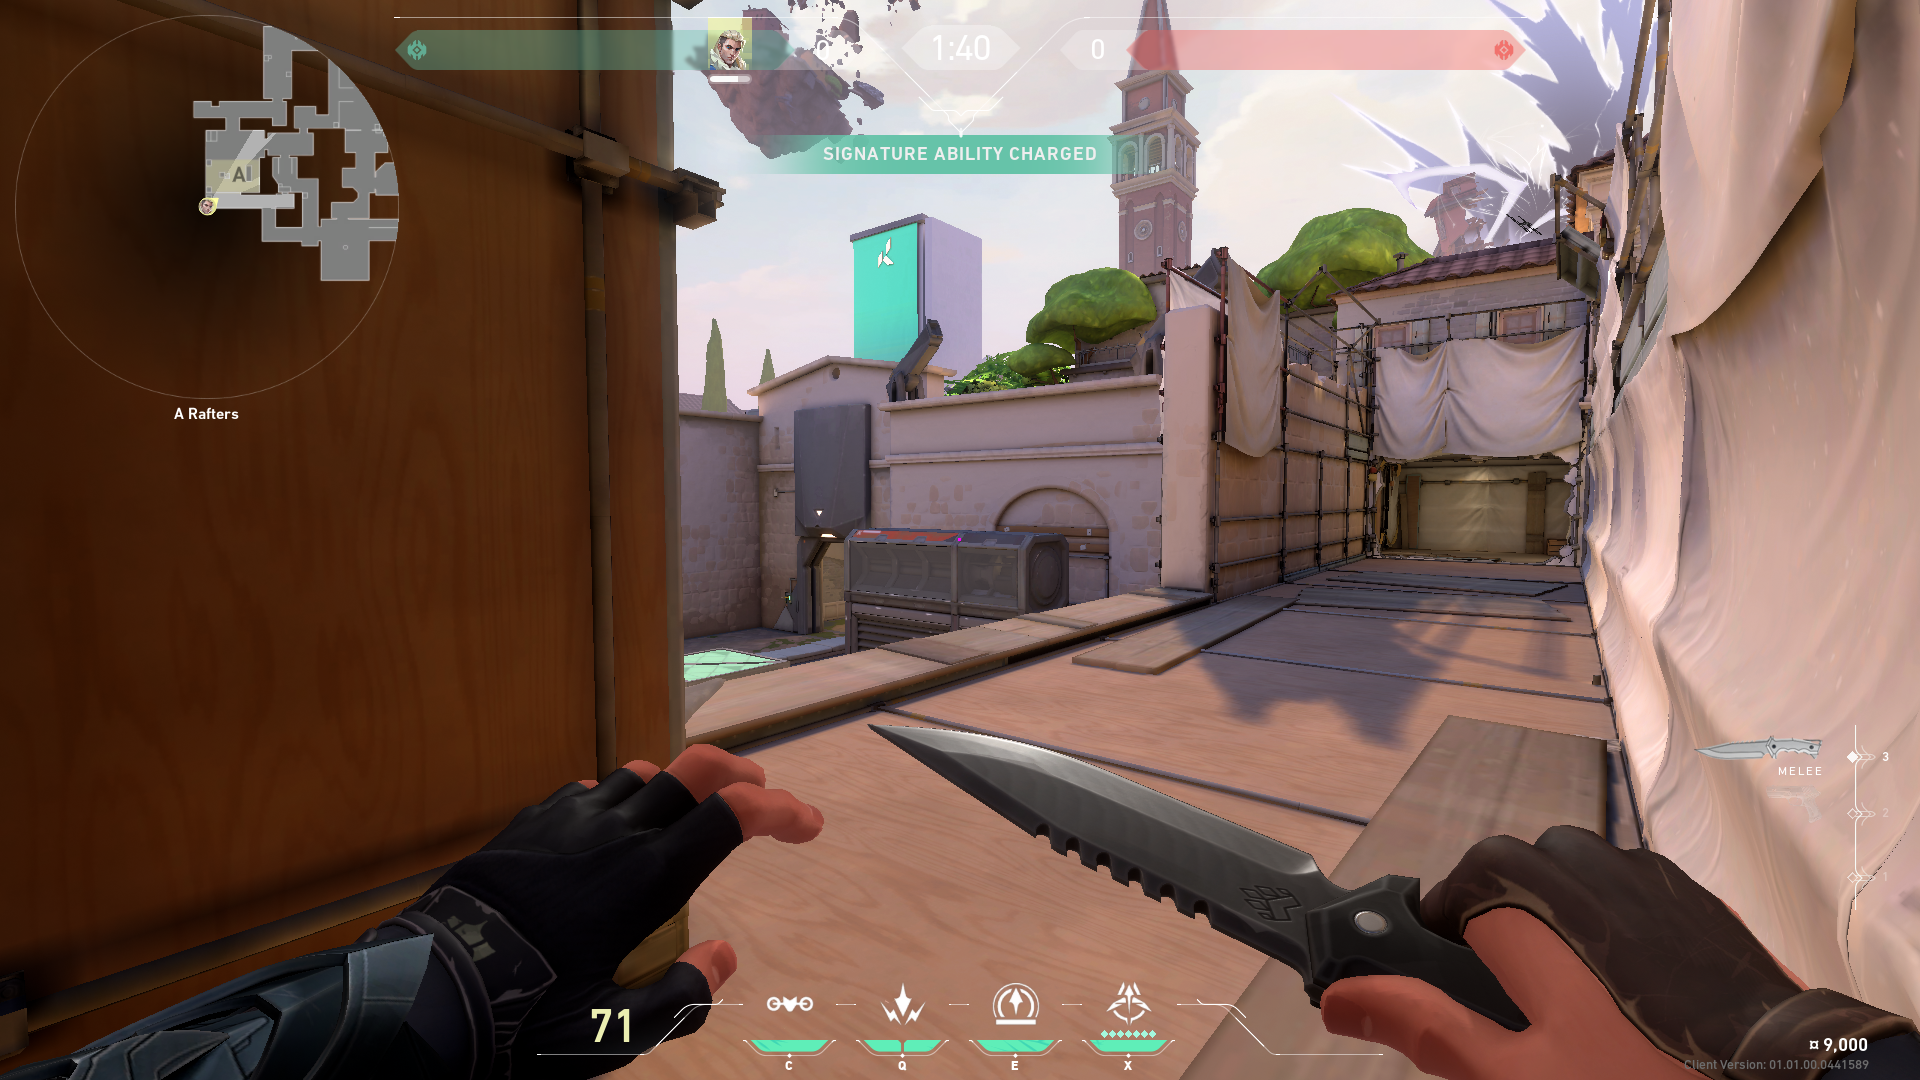 0
1:40
0
SIGNATURE ABILITY CHARGED
A
A Rafters
MELEE
3
2
1
71
C
Q
E
X
¤ 9,000
Client Version: 01.01.00.0441589